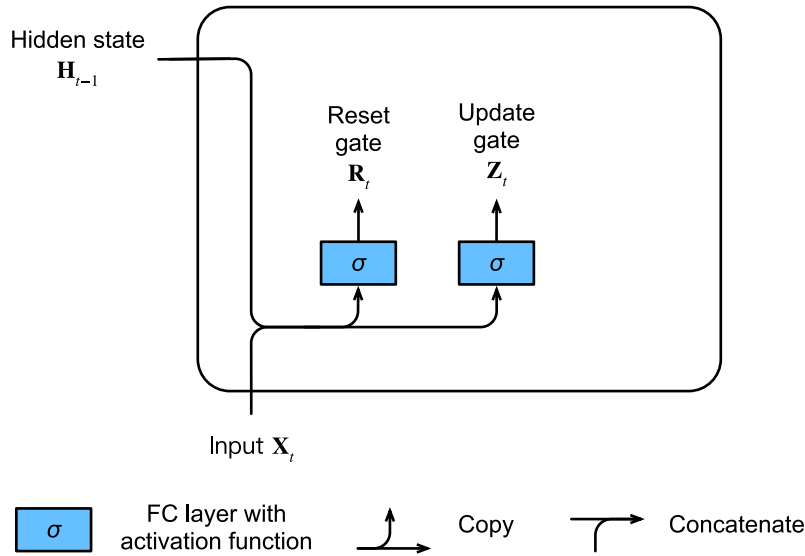 Hidden state
H_{t−1}
Reset
gate
R_t
Update
gate
Z_t
σ
σ
Input X_t
σ
FC layer with
activation function
Copy
Concatenate